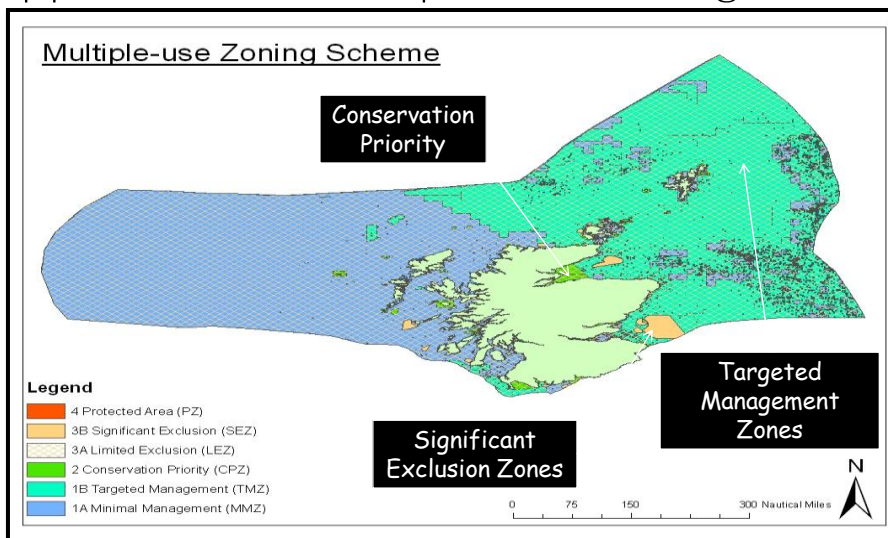 Multiple-use Zoning Scheme
Conservation
Priority
Targeted
Management
Zones
Significant
Exclusion Zones
Legend
4 Protected Area (PZ)
3B Significant Exclusion (SEZ)
3A Limited Exclusion (LEZ)
2 Conservation Priority (CPZ)
1B Targeted Management (TMZ)
1A Minimal Management (MMZ)
0 75 150 300 Nautical Miles
N